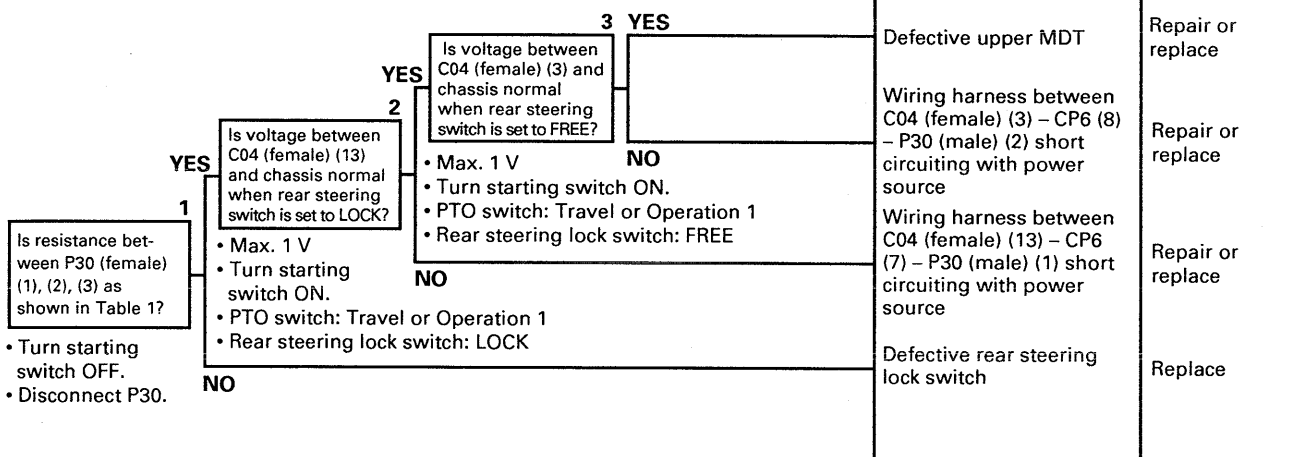 1
Is resistance bet-
ween P30 (female)
(1), (2), (3) as
shown in Table 1?
• Turn starting
switch OFF.
• Disconnect P30.
YES
NO
2
Is voltage between
C04 (female) (13)
and chassis normal
when rear steering
switch is set to LOCK?
• Max. 1 V
• Turn starting
switch ON.
• PTO switch: Travel or Operation 1
• Rear steering lock switch: LOCK
YES
NO
3
Is voltage between
C04 (female) (3) and
chassis normal
when rear steering
switch is set to FREE?
• Max. 1 V
• Turn starting switch ON.
• PTO switch: Travel or Operation 1
• Rear steering lock switch: FREE
YES
NO
Defective upper MDT
Repair or
replace
Wiring harness between
C04 (female) (3) – CP6 (8)
– P30 (male) (2) short
circuiting with power
source
Repair or
replace
Wiring harness between
C04 (female) (13) – CP6
(7) – P30 (male) (1) short
circuiting with power
source
Repair or
replace
Defective rear steering
lock switch
Replace